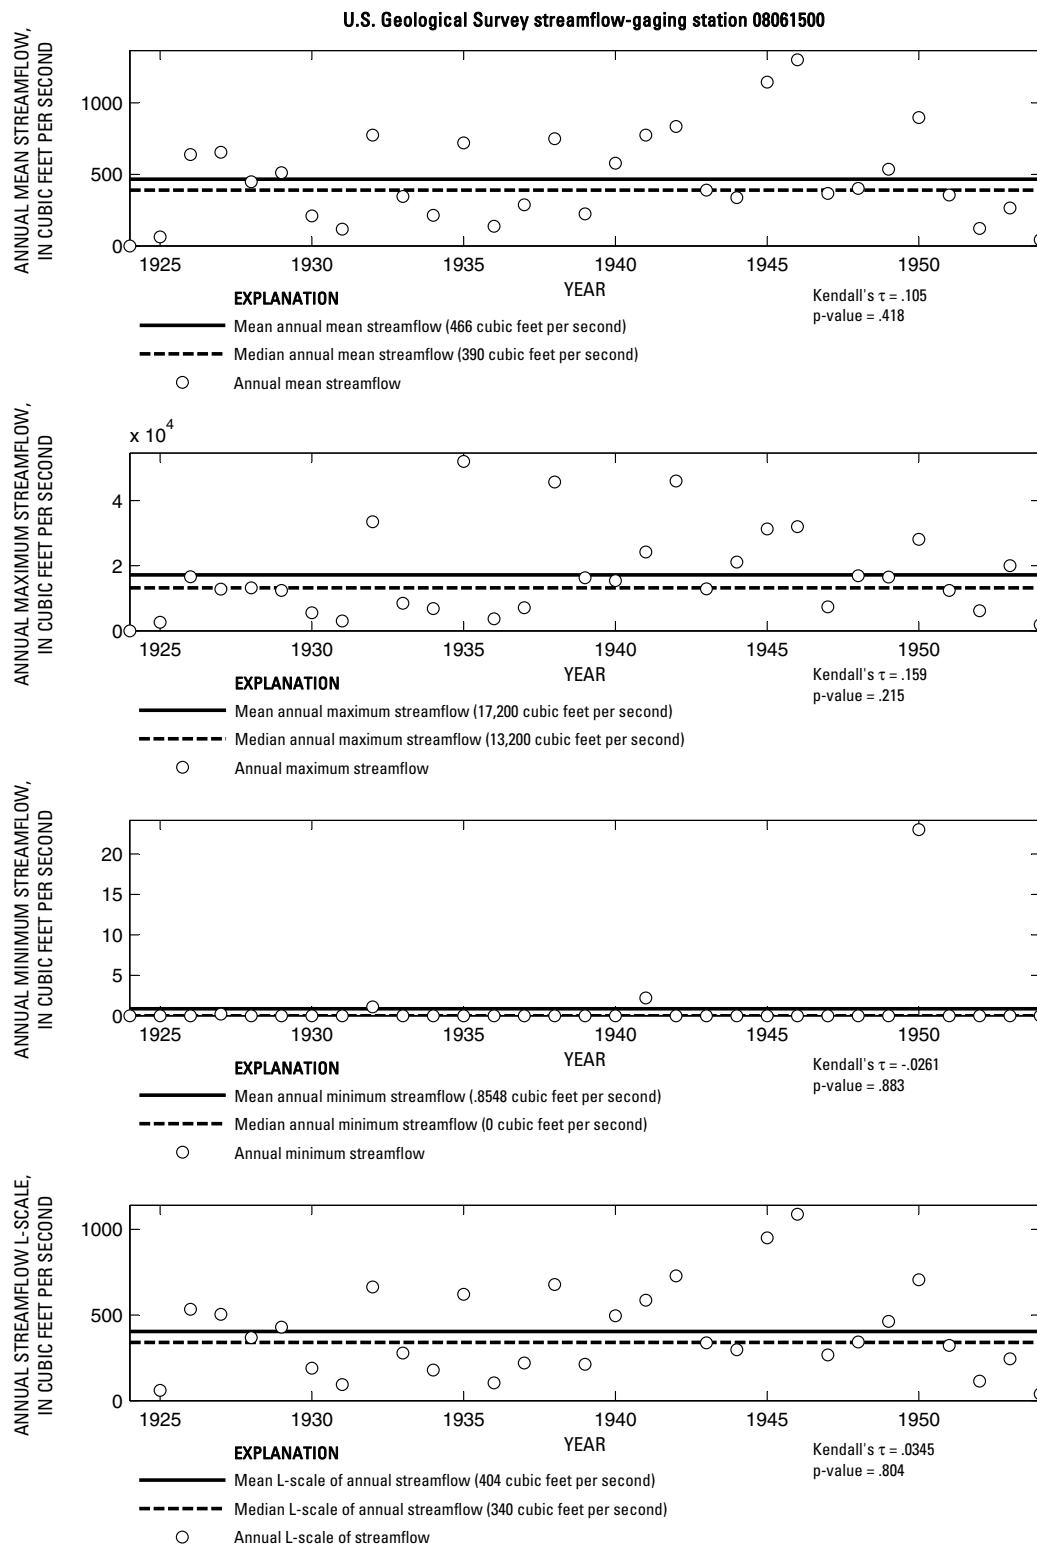 U.S. Geological Survey streamflow-gaging station 08061500
ANNUAL MEAN STREAMFLOW,
IN CUBIC FEET PER SECOND
1000
500
0
1925 1930 1935 1940 1945 1950
YEAR
Kendall's τ = .105
p-value = .418
EXPLANATION
Mean annual mean streamflow (466 cubic feet per second)
Median annual mean streamflow (390 cubic feet per second)
Annual mean streamflow
ANNUAL MAXIMUM STREAMFLOW,
IN CUBIC FEET PER SECOND
x 10^4
4
2
0
1925 1930 1935 1940 1945 1950
YEAR
Kendall's τ = .159
p-value = .215
EXPLANATION
Mean annual maximum streamflow (17,200 cubic feet per second)
Median annual maximum streamflow (13,200 cubic feet per second)
Annual maximum streamflow
ANNUAL MINIMUM STREAMFLOW,
IN CUBIC FEET PER SECOND
20
15
10
5
0
1925 1930 1935 1940 1945 1950
YEAR
Kendall's τ = -.0261
p-value = .883
EXPLANATION
Mean annual minimum streamflow (.8548 cubic feet per second)
Median annual minimum streamflow (0 cubic feet per second)
Annual minimum streamflow
ANNUAL STREAMFLOW L-SCALE,
IN CUBIC FEET PER SECOND
1000
500
0
1925 1930 1935 1940 1945 1950
YEAR
Kendall's τ = .0345
p-value = .804
EXPLANATION
Mean L-scale of annual streamflow (404 cubic feet per second)
Median L-scale of annual streamflow (340 cubic feet per second)
Annual L-scale of streamflow